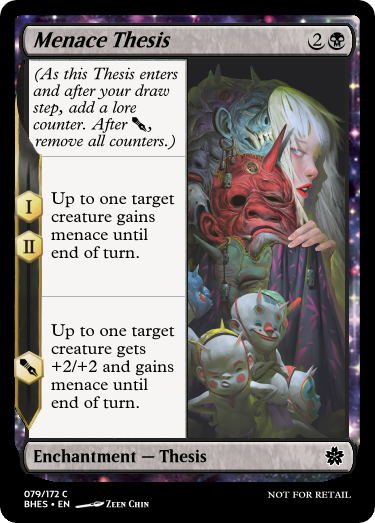 Menace Thesis 2
(As this Thesis enters
and after your draw
step, add a lore
counter. After ✒,
remove all counters.)
I
Up to one target
creature gains
menace until
end of turn.
II
Up to one target
creature gets
+2/+2 and gains
menace until
end of turn.
Enchantment — Thesis
079/172 C
BHES • EN ZEEN CHIN
NOT FOR RETAIL